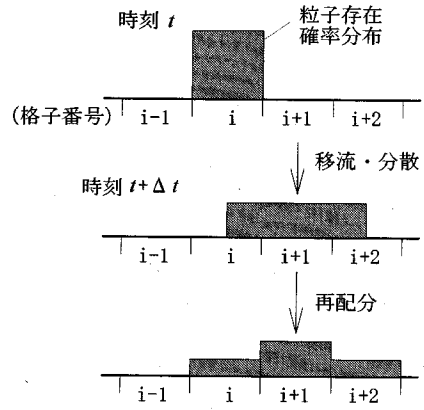 時刻 t
粒子存在
確率分布
(格子番号) i-1 i i+1 i+2
移流・分散
時刻 t+Δt
i-1 i i+1 i+2
再配分
i-1 i i+1 i+2